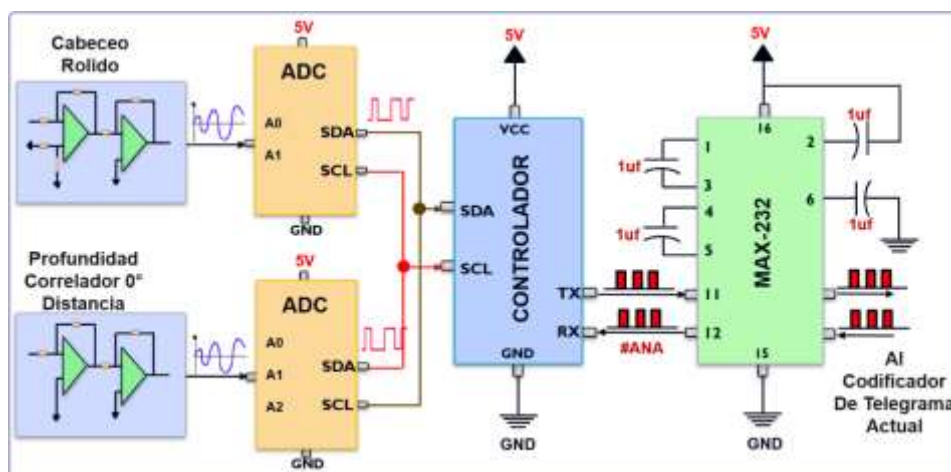 Cabeceo
Rolido
5V
ADC
A0
A1
SDA
SCL
GND
Profundidad
Correlador 0°
Distancia
5V
ADC
A0
A1
A2
SDA
SCL
GND
5V
VCC
SDA
SCL
CONTROLADOR
TX
RX
GND
GND
#ANA
5V
16
1
3
4
5
1uf
1uf
MAX-232
2
6
1uf
1uf
11
12
15
GND
Al
Codificador
De Telegrama
Actual